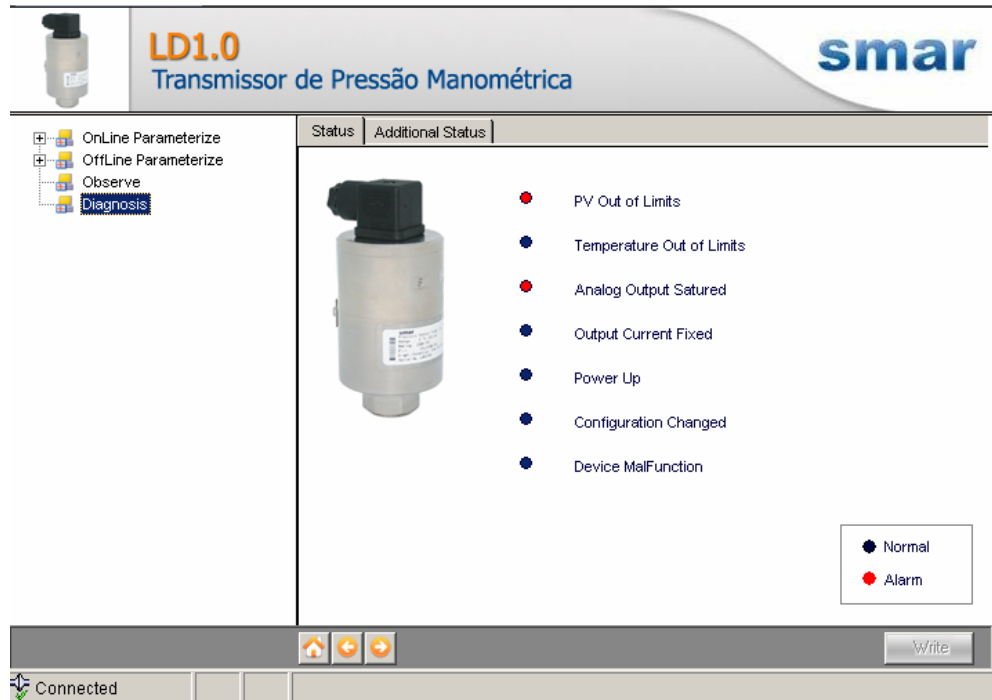 LD1.0
Transmissor de Pressão Manométrica
smar
OnLine Parameterize
OffLine Parameterize
Observe
Diagnosis
Status
Additional Status
PV Out of Limits
Temperature Out of Limits
Analog Output Satured
Output Current Fixed
Power Up
Configuration Changed
Device MalFunction
Normal
Alarm
Write
Connected